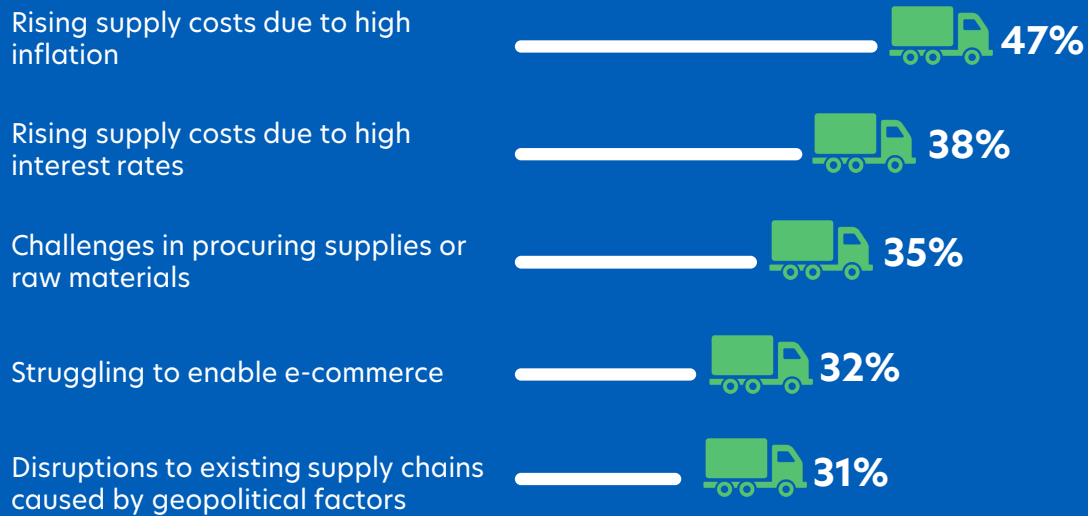 Rising supply costs due to high
inflation
47%
Rising supply costs due to high
interest rates
38%
Challenges in procuring supplies or
raw materials
35%
Struggling to enable e-commerce
32%
Disruptions to existing supply chains
caused by geopolitical factors
31%